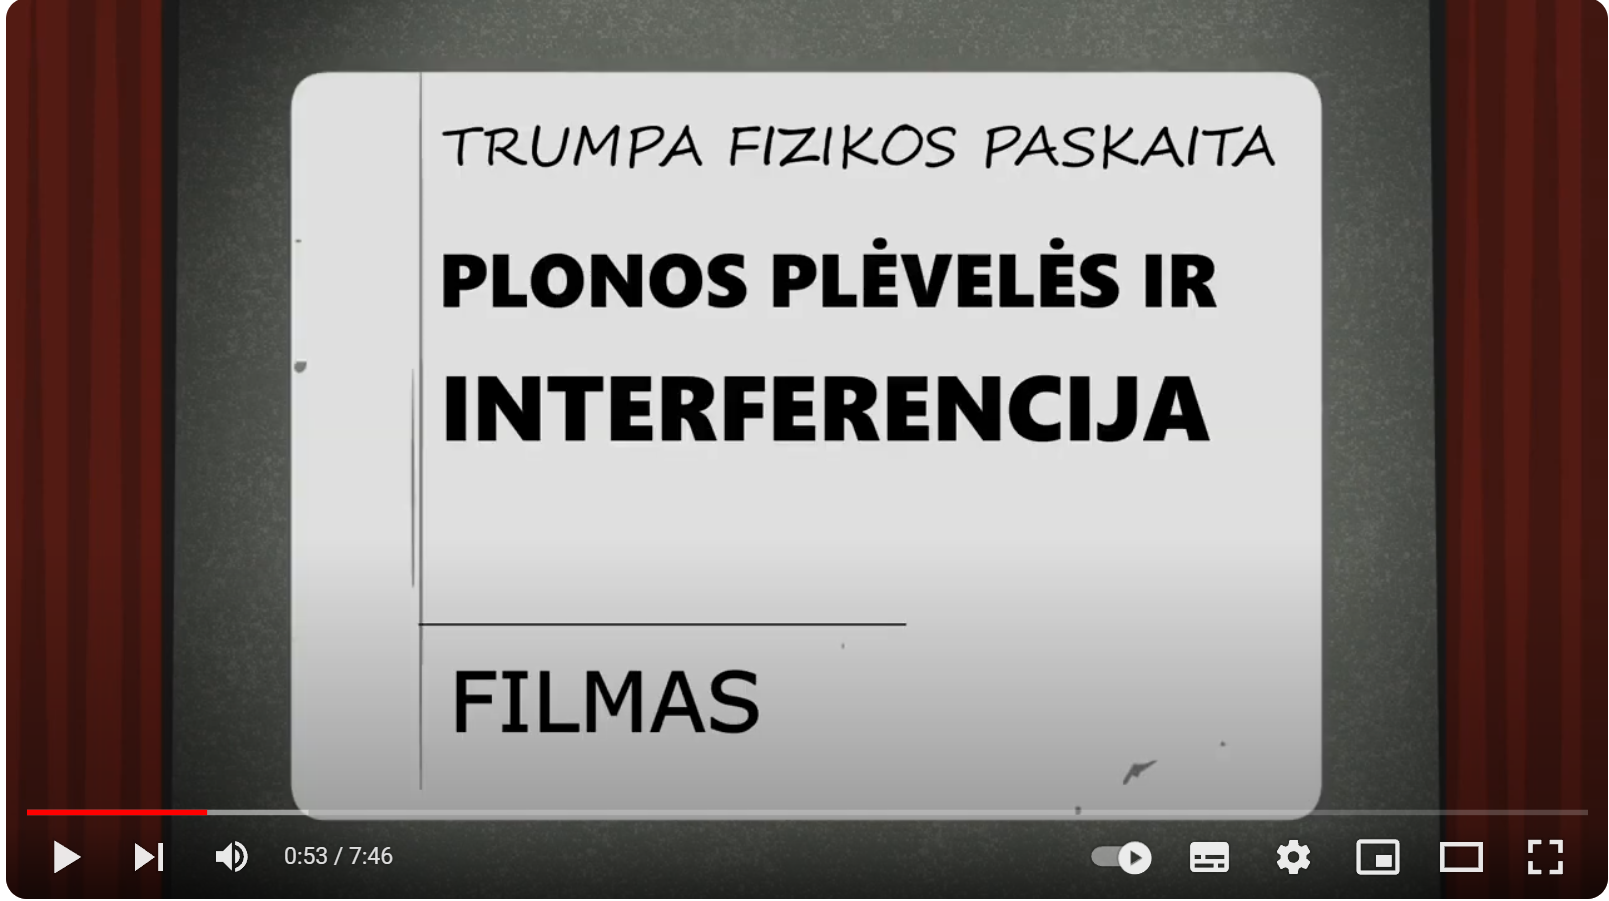 TRUMPA FIZIKOS PASKAITA
PLONOS PLĖVELĖS IR
INTERFERENCIJA
FILMAS
0:53 / 7:46